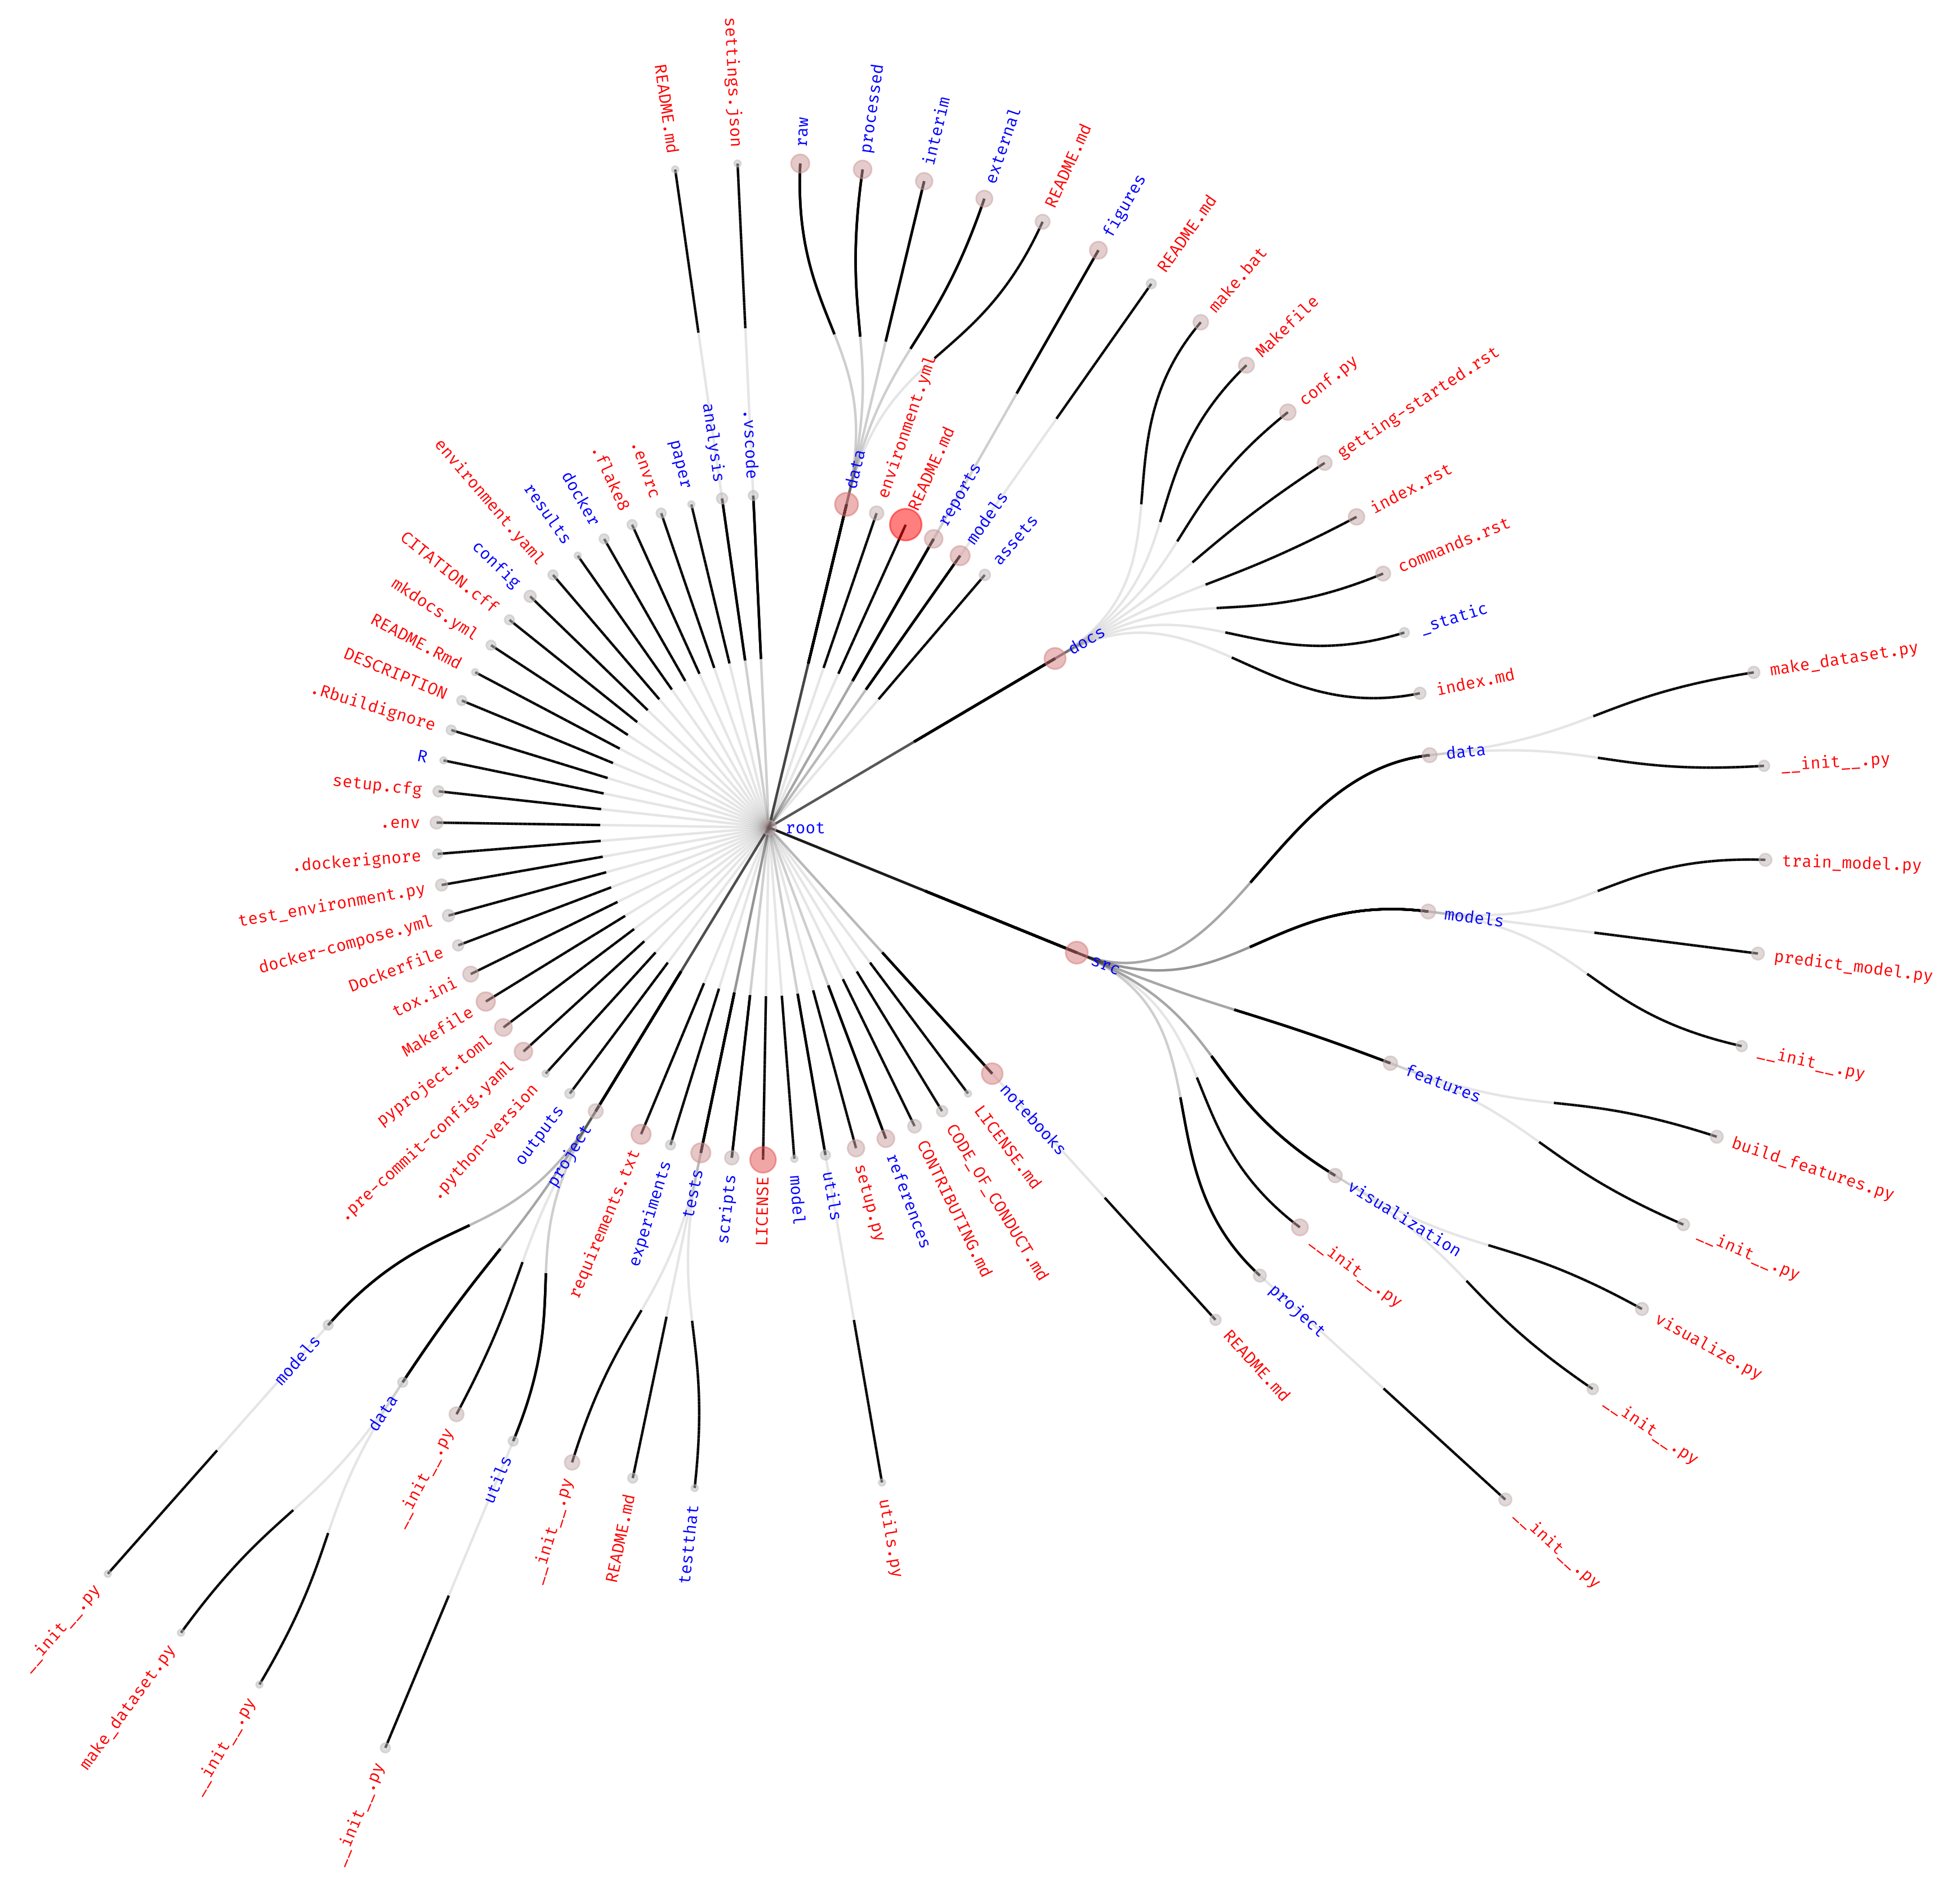 root
data
raw
processed
interim
external
README.md
environment.yml
README.md
reports
figures
models
README.md
assets
docs
make.bat
Makefile
conf.py
getting-started.rst
index.rst
commands.rst
_static
index.md
src
data
make_dataset.py
__init__.py
models
train_model.py
predict_model.py
__init__.py
features
build_features.py
__init__.py
visualization
visualize.py
__init__.py
__init__.py
project
__init__.py
notebooks
README.md
LICENSE.md
CODE_OF_CONDUCT.md
CONTRIBUTING.md
references
setup.py
utils
utils.py
model
LICENSE
scripts
tests
testthat
README.md
__init__.py
experiments
requirements.txt
project
utils
__init__.py
__init__.py
data
__init__.py
make_dataset.py
models
__init__.py
outputs
.python-version
.pre-commit-config.yaml
pyproject.toml
Makefile
tox.ini
Dockerfile
docker-compose.yml
test_environment.py
.dockerignore
.env
setup.cfg
R
.Rbuildignore
DESCRIPTION
README.Rmd
mkdocs.yml
CITATION.cff
config
environment.yaml
results
docker
.flake8
.envrc
paper
analysis
README.md
.vscode
settings.json